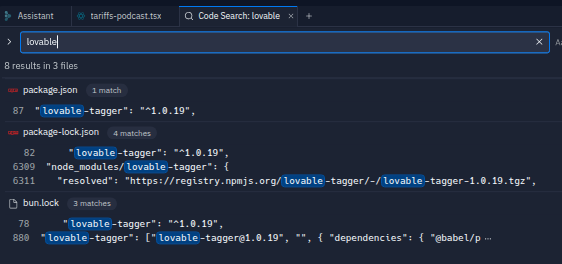 Assistant
tariffs-podcast.tsx
Code Search: lovable
lovable
8 results in 3 files
package.json 1 match
87 "lovable-tagger": "^1.0.19",
package-lock.json 4 matches
82 "lovable-tagger": "^1.0.19",
6309 "node_modules/lovable-tagger": {
6311 "resolved": "https://registry.npmjs.org/lovable-tagger/-/lovable-tagger-1.0.19.tgz",
bun.lock 3 matches
78 "lovable-tagger": "^1.0.19",
880 "lovable-tagger": ["lovable-tagger@1.0.19", "", { "dependencies": { "@babel/p ⋯